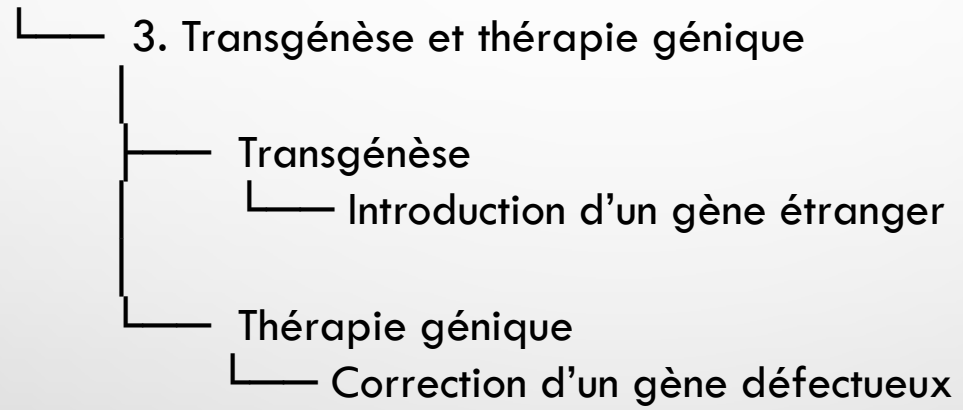 3. Transgénèse et thérapie génique
Transgénèse
Introduction d’un gène étranger
Thérapie génique
Correction d’un gène défectueux